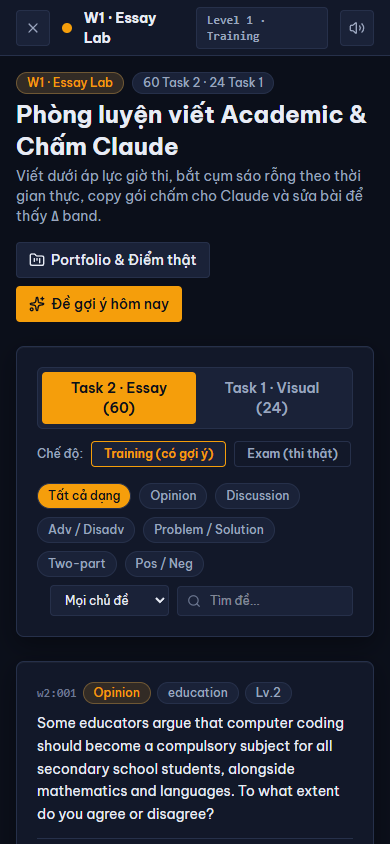 W1 · Essay Lab
Level 1 · Training
W1 · Essay Lab
60 Task 2 · 24 Task 1
Phòng luyện viết Academic &
Chấm Claude
Viết dưới áp lực giờ thi, bắt cụm sáo rỗng theo thời
gian thực, copy gói chấm cho Claude và sửa bài để
thấy Δ band.
Portfolio & Điểm thật
Đề gợi ý hôm nay
Task 2 · Essay
(60)
Task 1 · Visual
(24)
Chế độ:
Training (có gợi ý)
Exam (thi thật)
Tất cả dạng
Opinion
Discussion
Adv / Disadv
Problem / Solution
Two-part
Pos / Neg
Mọi chủ đề
Tìm đề...
w2:001
Opinion
education
Lv.2
Some educators argue that computer coding
should become a compulsory subject for all
secondary school students, alongside
mathematics and languages. To what extent
do you agree or disagree?